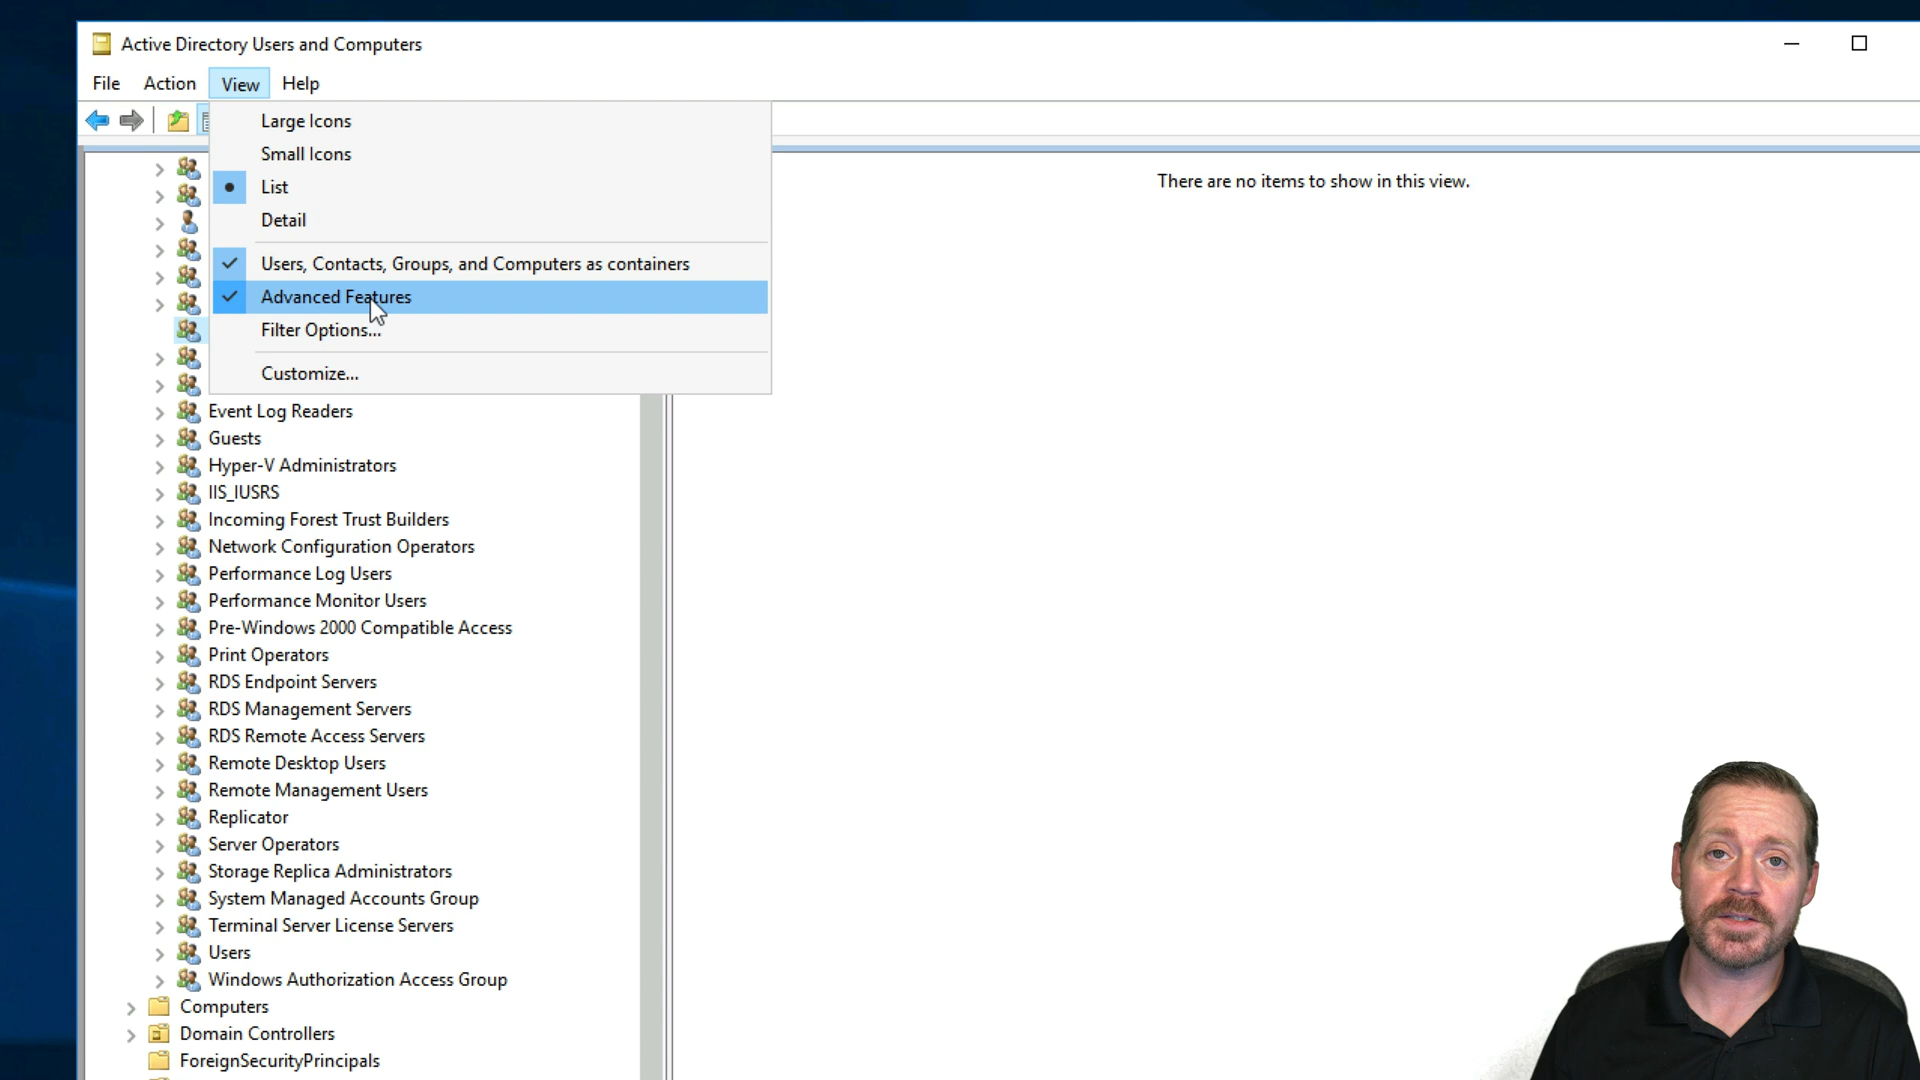 Active Directory Users and Computers
File Action View Help
Large Icons
Small Icons
List
Detail
Users, Contacts, Groups, and Computers as containers
Advanced Features
Filter Options...
Customize...
There are no items to show in this view.
Event Log Readers
Guests
Hyper-V Administrators
IIS_IUSRS
Incoming Forest Trust Builders
Network Configuration Operators
Performance Log Users
Performance Monitor Users
Pre-Windows 2000 Compatible Access
Print Operators
RDS Endpoint Servers
RDS Management Servers
RDS Remote Access Servers
Remote Desktop Users
Remote Management Users
Replicator
Server Operators
Storage Replica Administrators
System Managed Accounts Group
Terminal Server License Servers
Users
Windows Authorization Access Group
Computers
Domain Controllers
ForeignSecurityPrincipals